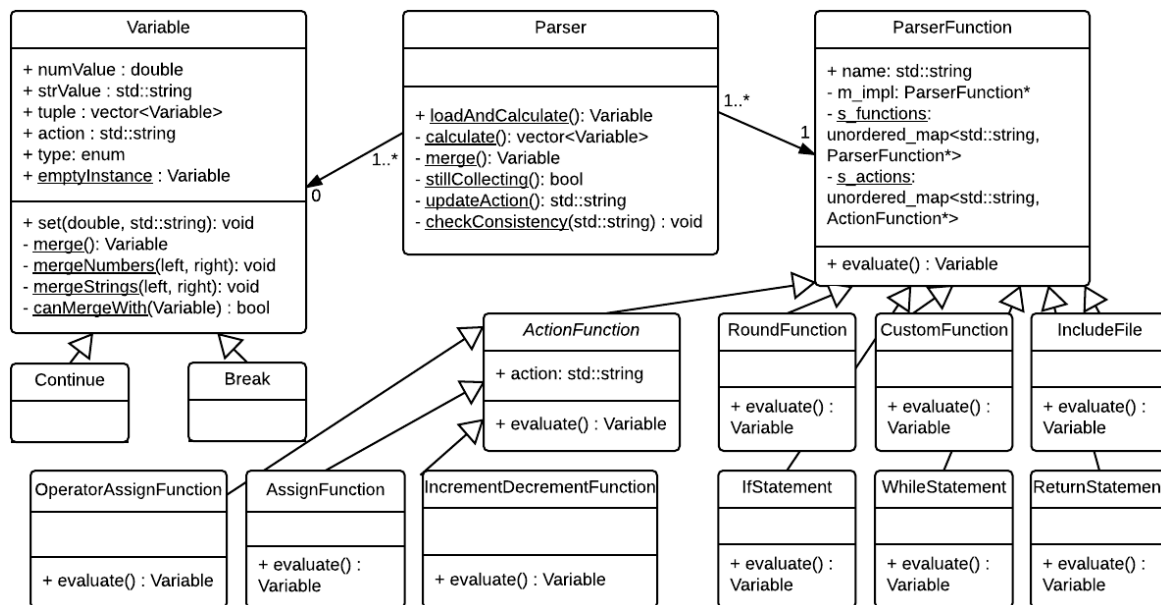 Variable
+ numValue : double
+ strValue : std::string
+ tuple : vector<Variable>
+ action : std::string
+ type: enum
+ emptyInstance : Variable
+ set(double, std::string): void
- merge(): Variable
- mergeNumbers(left, right): void
- mergeStrings(left, right): void
- canMergeWith(Variable) : bool
Parser
+ loadAndCalculate(): Variable
- calculate(): vector<Variable>
- merge(): Variable
- stillCollecting(): bool
- updateAction(): std::string
- checkConsistency(std::string) : void
1..*
0
1..*
1
ParserFunction
+ name: std::string
- m_impl: ParserFunction*
- s_functions:
unordered_map<std::string,
ParserFunction*>
- s_actions:
unordered_map<std::string,
ActionFunction*>
+ evaluate() : Variable
Continue
Break
ActionFunction
+ action: std::string
+ evaluate() : Variable
RoundFunction
+ evaluate() :
Variable
CustomFunction
+ evaluate() :
Variable
IncludeFile
+ evaluate() :
Variable
OperatorAssignFunction
+ evaluate() : Variable
AssignFunction
+ evaluate() :
Variable
IncrementDecrementFunction
+ evaluate() : Variable
IfStatement
+ evaluate() :
Variable
WhileStatement
+ evaluate() :
Variable
ReturnStatemen
+ evaluate() :
Variable